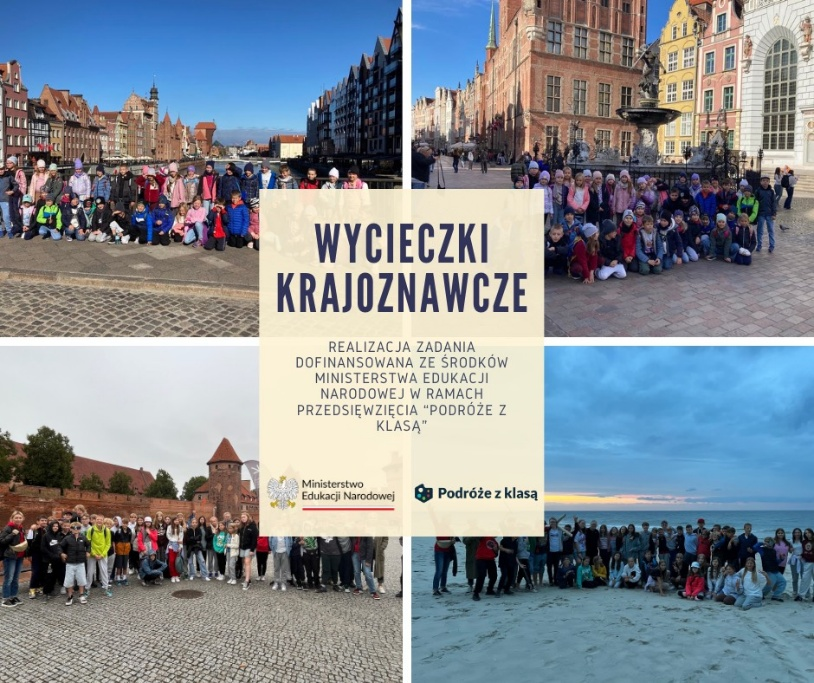 WYCIECZKI
KRAJOZNAWCZE
REALIZACJA ZADANIA
DOFINANSOWANA ZE ŚRODKÓW
MINISTERSTWA EDUKACJI
NARODOWEJ W RAMACH
PRZEDSIĘWZIĘCIA “PODRÓŻE Z
KLASĄ”
Ministerstwo
Edukacji Narodowej
Podróże z klasą